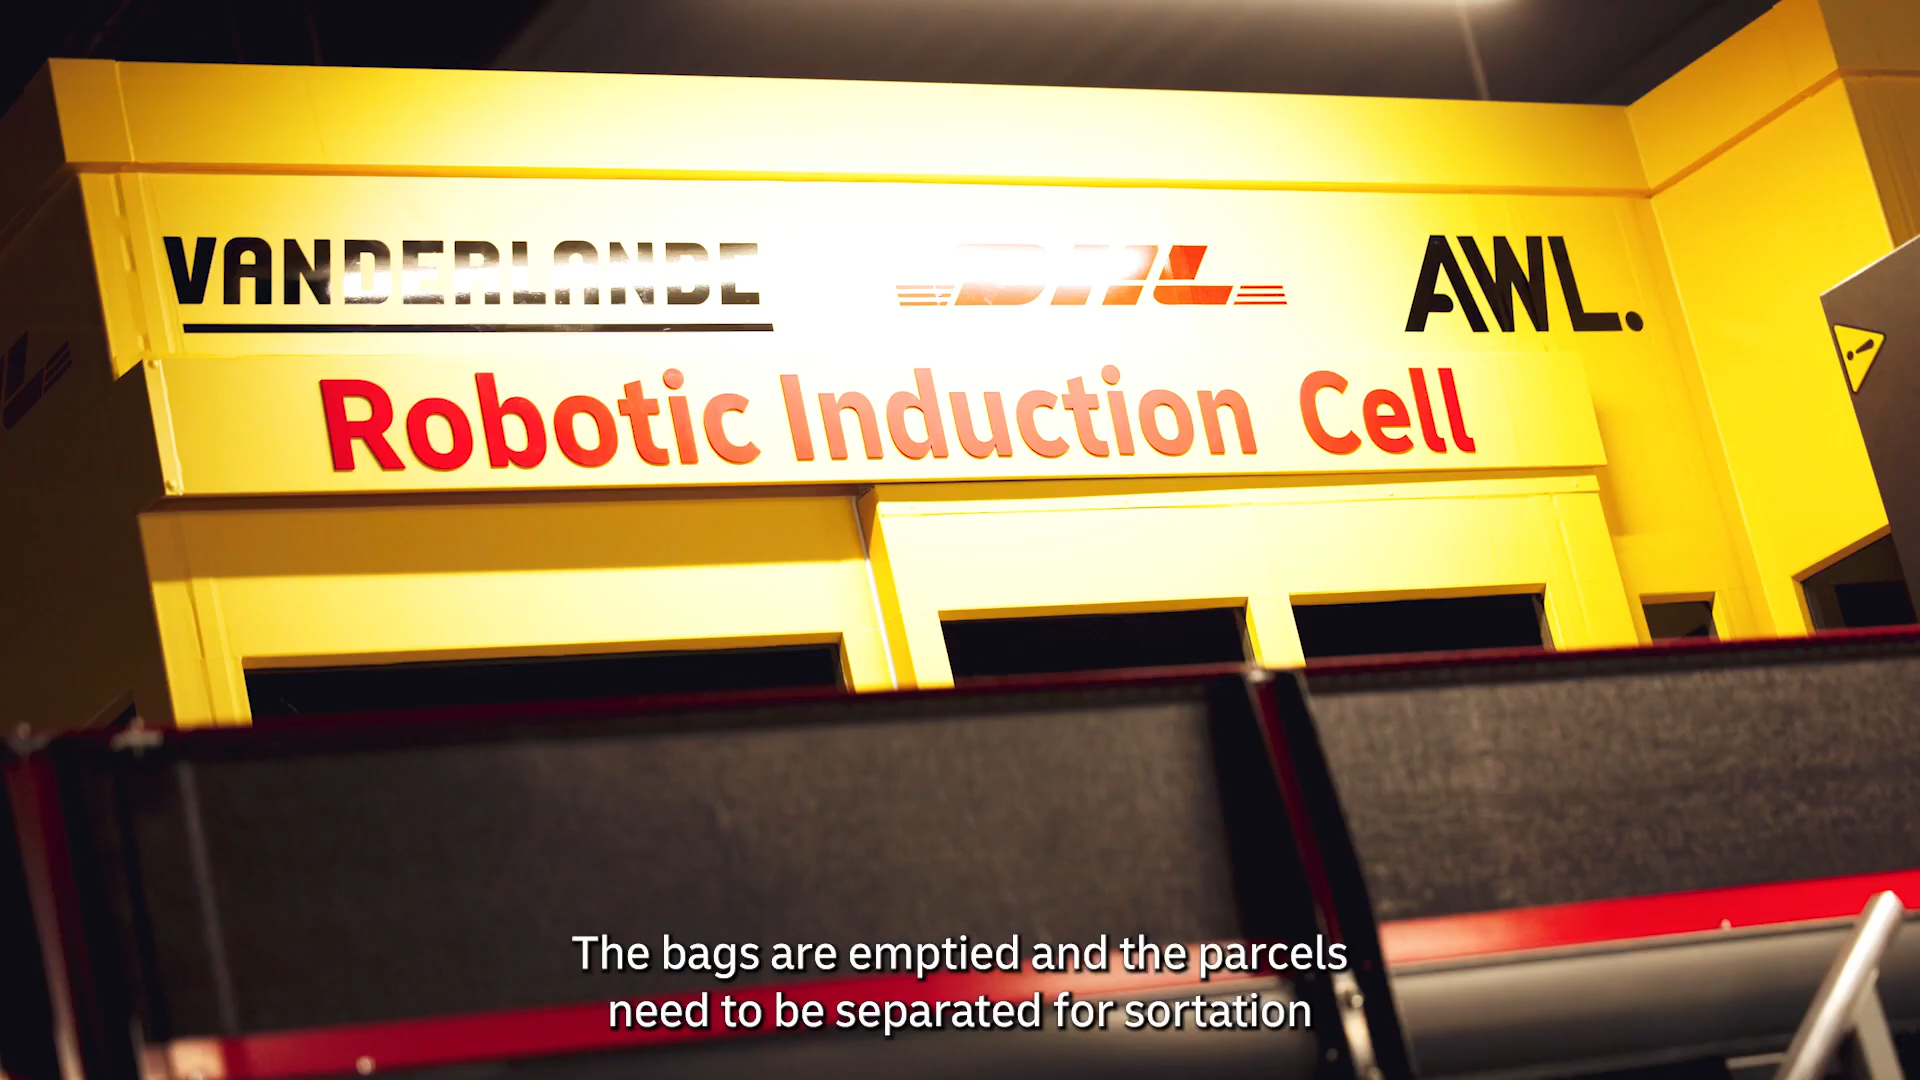 VANDERLANDE DHL AWL.
Robotic Induction Cell
The bags are emptied and the parcels
need to be separated for sortation